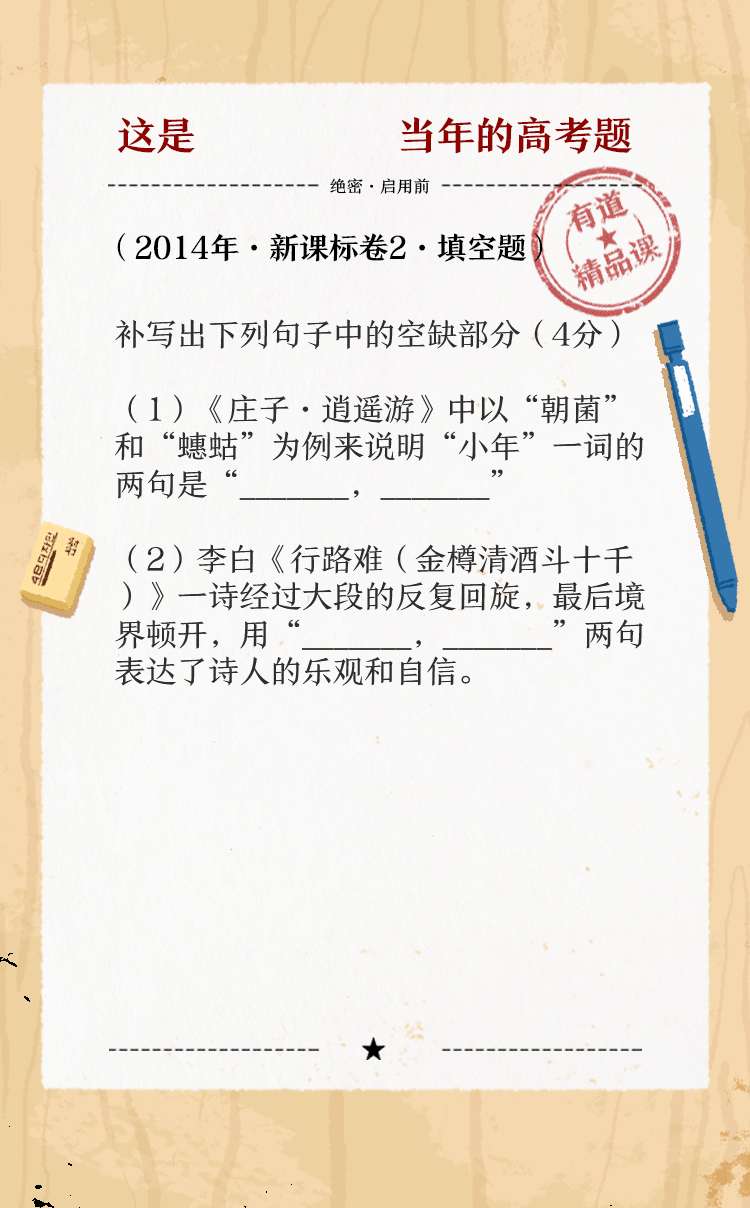 这是 当年的高考题
绝密·启用前
（2014年·新课标卷2·填空题）
有道
精品课
补写出下列句子中的空缺部分（4分）
（1）《庄子·逍遥游》中以“朝菌”
和“蟪蛄”为例来说明“小年”一词的
两句是“_______，_______”
（2）李白《行路难（金樽清酒斗十千
）》一诗经过大段的反复回旋，最后境
界顿开，用“_______，_______”两句
表达了诗人的乐观和自信。